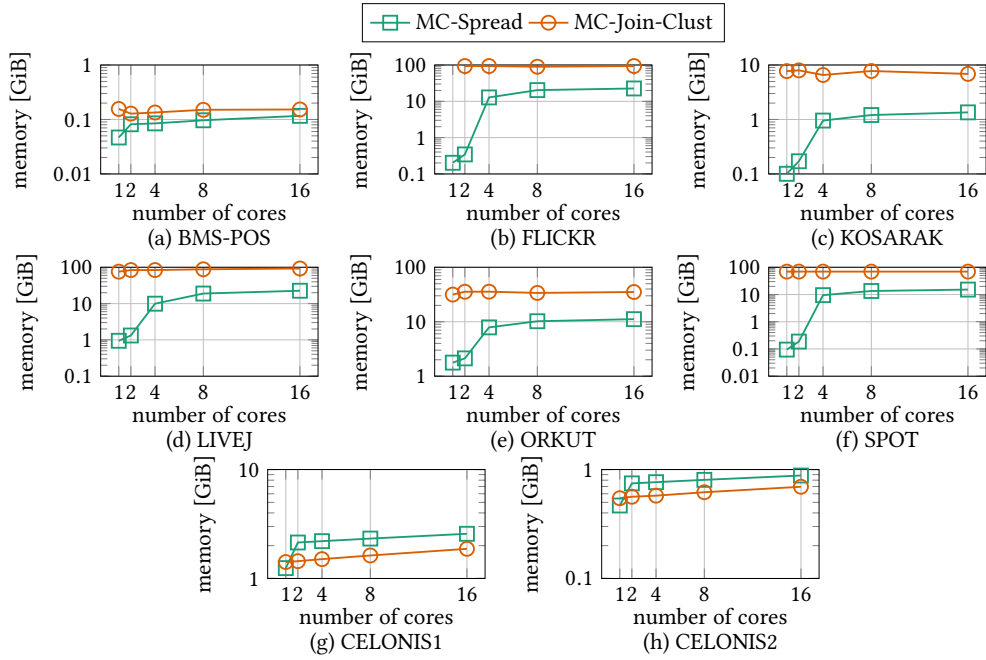 MC-Spread MC-Join-Clust
memory [GiB]
1
0.1
0.01
1 2 4 8 16
number of cores
(a) BMS-POS
memory [GiB]
100
10
1
0.1
1 2 4 8 16
number of cores
(b) FLICKR
memory [GiB]
10
1
0.1
1 2 4 8 16
number of cores
(c) KOSARAK
memory [GiB]
100
10
1
0.1
1 2 4 8 16
number of cores
(d) LIVEJ
memory [GiB]
100
10
1
1 2 4 8 16
number of cores
(e) ORKUT
memory [GiB]
100
10
1
0.1
0.01
1 2 4 8 16
number of cores
(f) SPOT
memory [GiB]
10
1
1 2 4 8 16
number of cores
(g) CELONIS1
memory [GiB]
1
0.1
1 2 4 8 16
number of cores
(h) CELONIS2